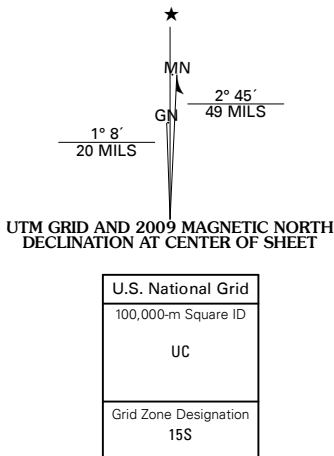 ★
MN
2° 45´
49 MILS
GN
1° 8´
20 MILS
UTM GRID AND 2009 MAGNETIC NORTH
DECLINATION AT CENTER OF SHEET
U.S. National Grid
100,000-m Square ID
UC
Grid Zone Designation
15S